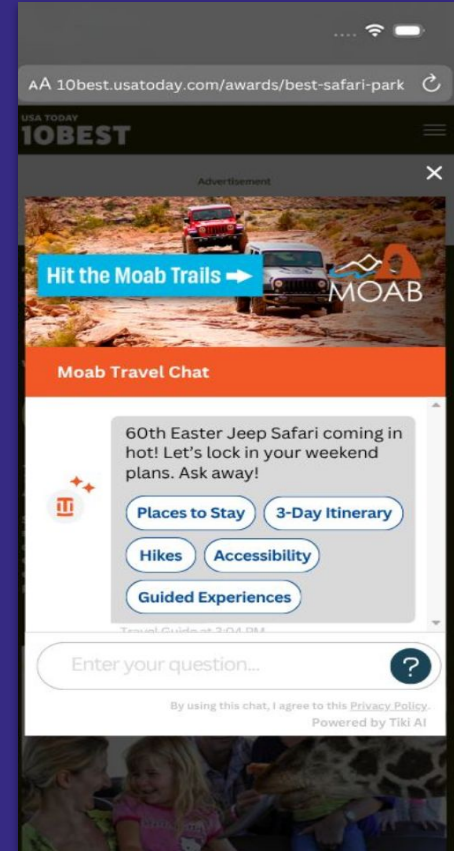 AA 10best.usatoday.com/awards/best-safari-park
USA TODAY
10BEST
Advertisement
Hit the Moab Trails
MOAB
Moab Travel Chat
60th Easter Jeep Safari coming in
hot! Let's lock in your weekend
plans. Ask away!
Places to Stay
3-Day Itinerary
Hikes
Accessibility
Guided Experiences
Travel Guide at 3:04 PM
Enter your question...
?
By using this chat, I agree to this Privacy Policy.
Powered by Tiki AI